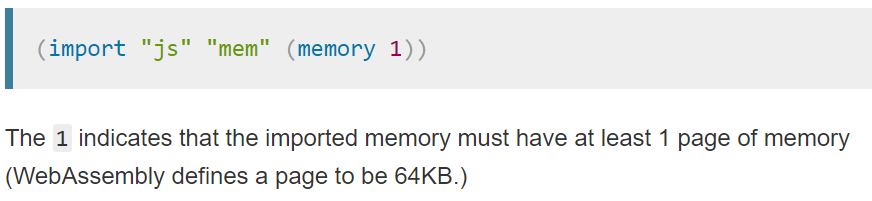 (import "js" "mem" (memory 1))
The 1 indicates that the imported memory must have at least 1 page of memory
(WebAssembly defines a page to be 64KB.)